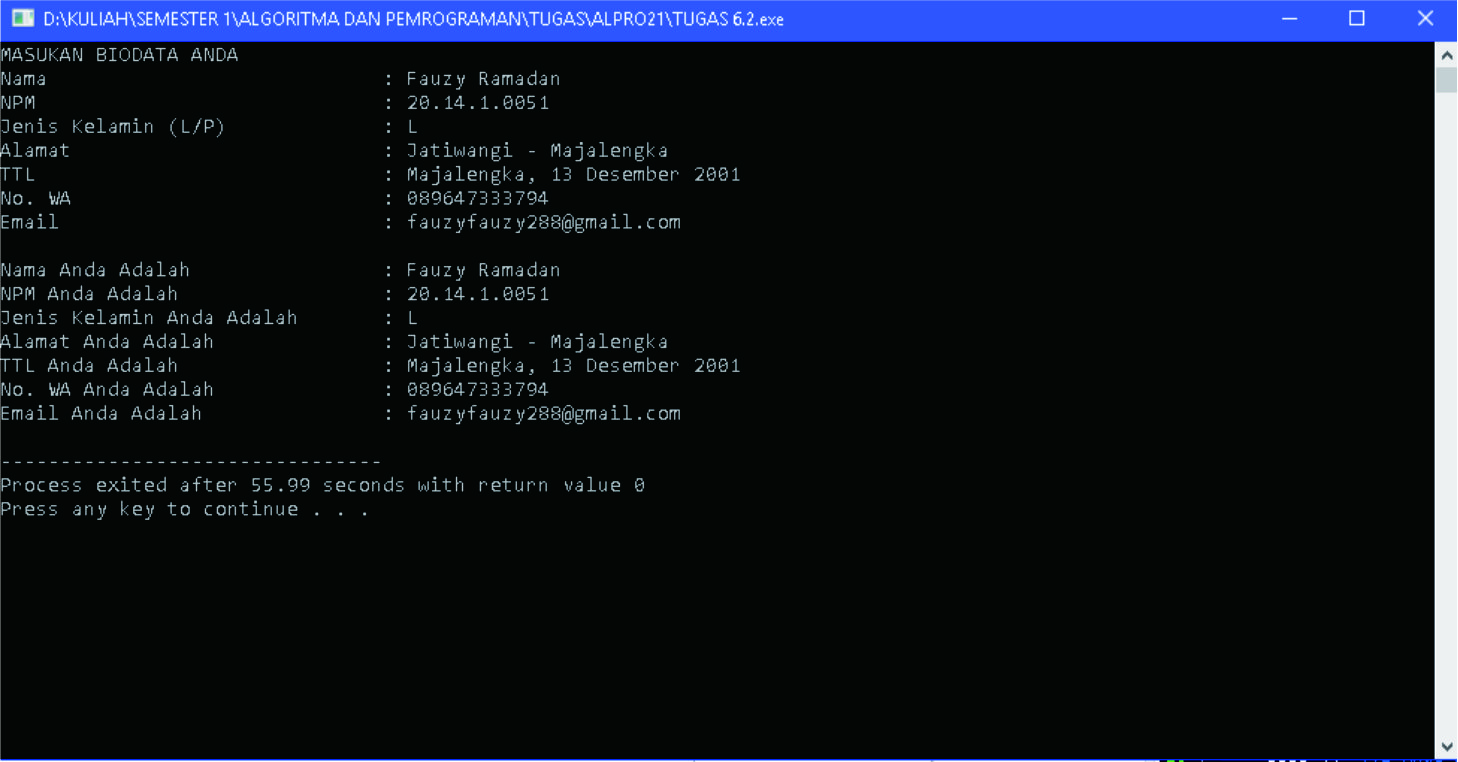 D:\KULIAH\SEMESTER 1\ALGORITMA DAN PEMROGRAMAN\TUGAS\ALPRO21\TUGAS 6.2.exe
MASUKAN BIODATA ANDA
Nama : Fauzy Ramadan
NPM : 20.14.1.0051
Jenis Kelamin (L/P) : L
Alamat : Jatiwangi - Majalengka
TTL : Majalengka, 13 Desember 2001
No. WA : 089647333794
Email : fauzyfauzy288@gmail.com
Nama Anda Adalah : Fauzy Ramadan
NPM Anda Adalah : 20.14.1.0051
Jenis Kelamin Anda Adalah : L
Alamat Anda Adalah : Jatiwangi - Majalengka
TTL Anda Adalah : Majalengka, 13 Desember 2001
No. WA Anda Adalah : 089647333794
Email Anda Adalah : fauzyfauzy288@gmail.com
--------------------------------
Process exited after 55.99 seconds with return value 0
Press any key to continue . . .